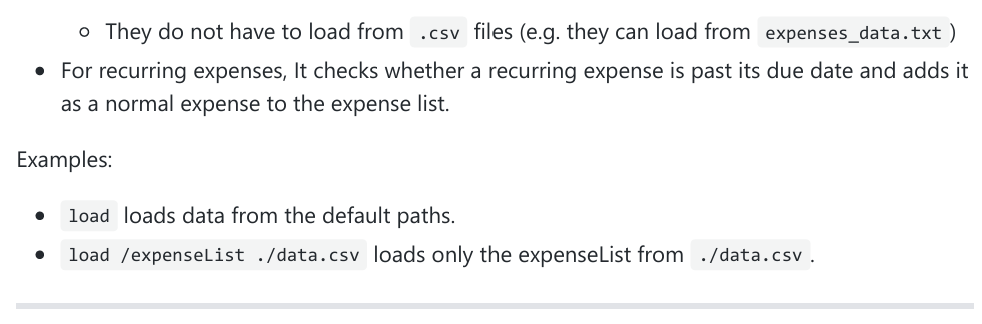 They do not have to load from .csv files (e.g. they can load from expenses_data.txt)
For recurring expenses, It checks whether a recurring expense is past its due date and adds it
as a normal expense to the expense list.
Examples:
load loads data from the default paths.
load /expenseList ./data.csv loads only the expenseList from ./data.csv.